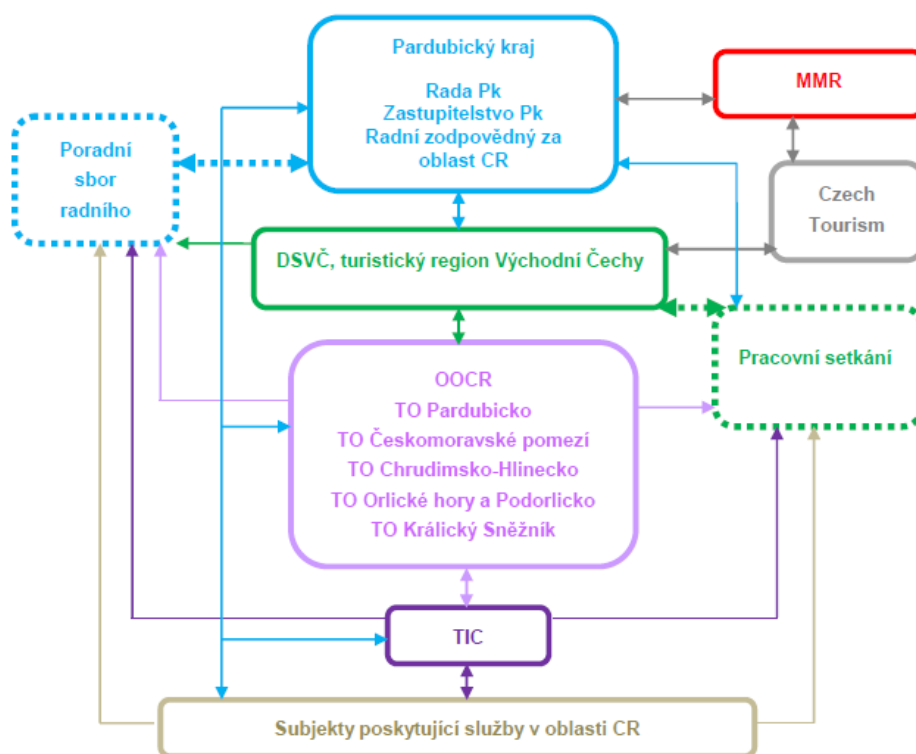 Pardubický kraj
Rada Pk
Zastupitelstvo Pk
Radní zodpovědný za
oblast CR
MMR
Poradní
sbor
radního
Czech
Tourism
DSVČ, turistický region Východní Čechy
Pracovní setkání
OOCR
TO Pardubicko
TO Českomoravské pomezí
TO Chrudimsko-Hlinecko
TO Orlické hory a Podorlicko
TO Králický Sněžník
TIC
Subjekty poskytující služby v oblasti CR